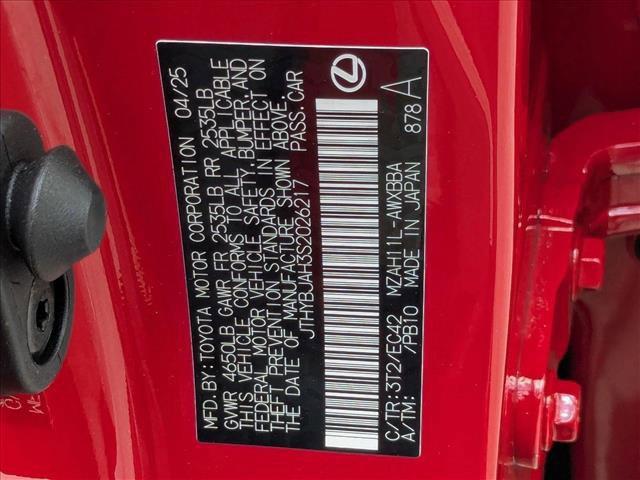 MFD. BY: TOYOTA MOTOR CORPORATION 04/25
GVWR 4650LB GAWR FR 2535LB RR 2535LB
THIS VEHICLE CONFORMS TO ALL APPLICABLE
FEDERAL MOTOR VEHICLE SAFETY, BUMPER, AND
THEFT PREVENTION STANDARDS IN EFFECT ON
THE DATE OF MANUFACTURE SHOWN ABOVE.
JTHYBJAH3S2026217 PASS. CAR
C/TR: 3T2/EC42 MZAH11L-AWXBBA
A/TM: /PB10 MADE IN JAPAN 878 A